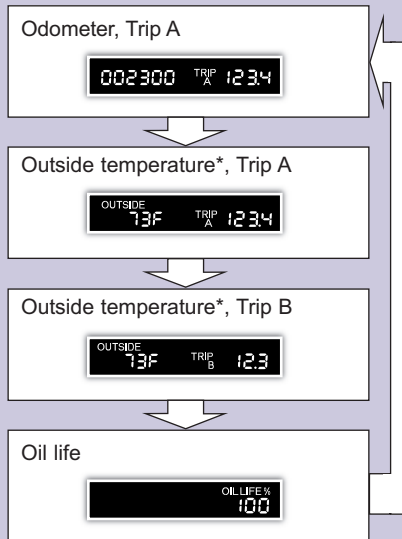 Odometer, Trip A
002300 TRIP A 123.4
Outside temperature*, Trip A
OUTSIDE
73F TRIP A 123.4
Outside temperature*, Trip B
OUTSIDE
73F TRIP B 12.3
Oil life
OIL LIFE %
100